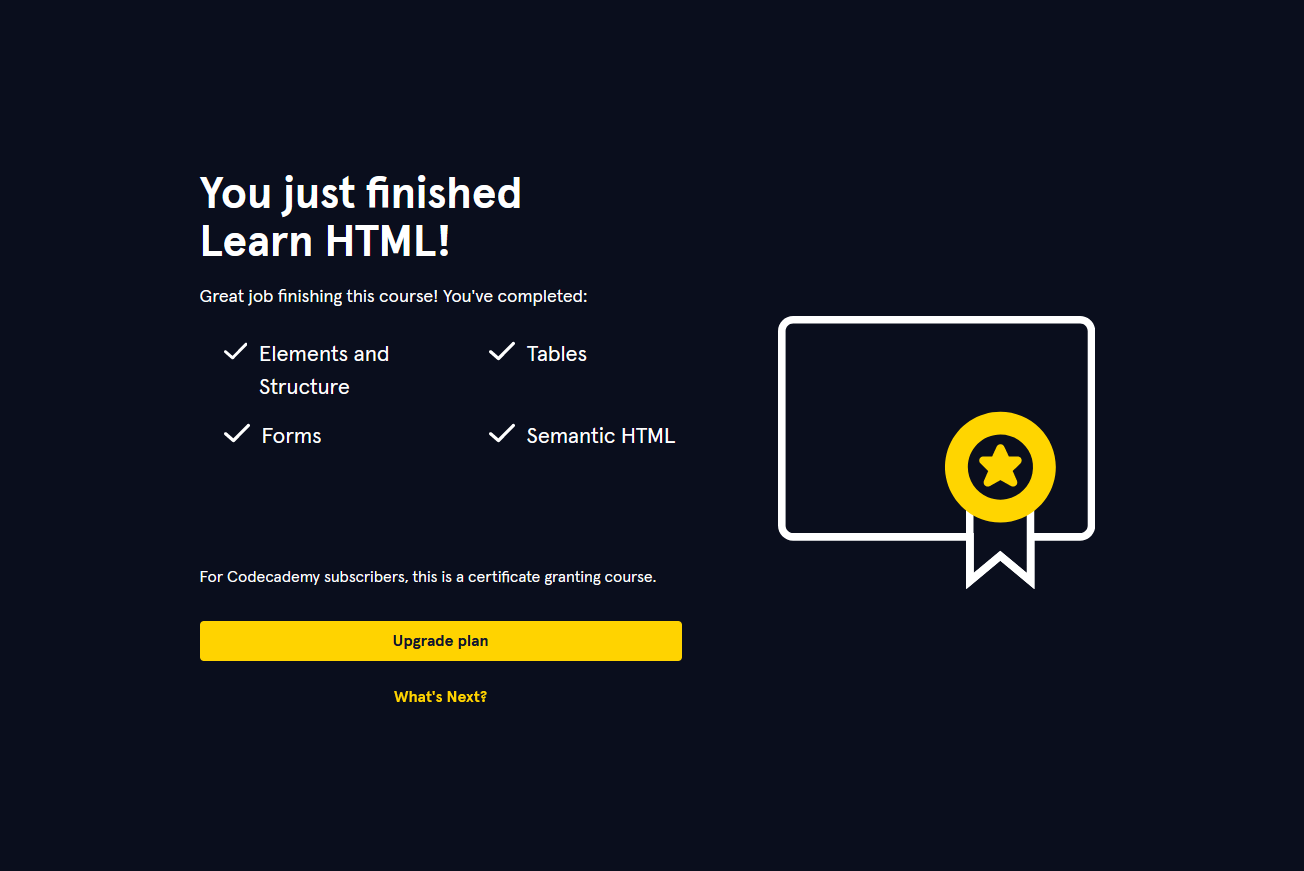 You just finished
Learn HTML!
Great job finishing this course! You've completed:
Elements and
Structure
Tables
Forms
Semantic HTML
For Codecademy subscribers, this is a certificate granting course.
Upgrade plan
What's Next?